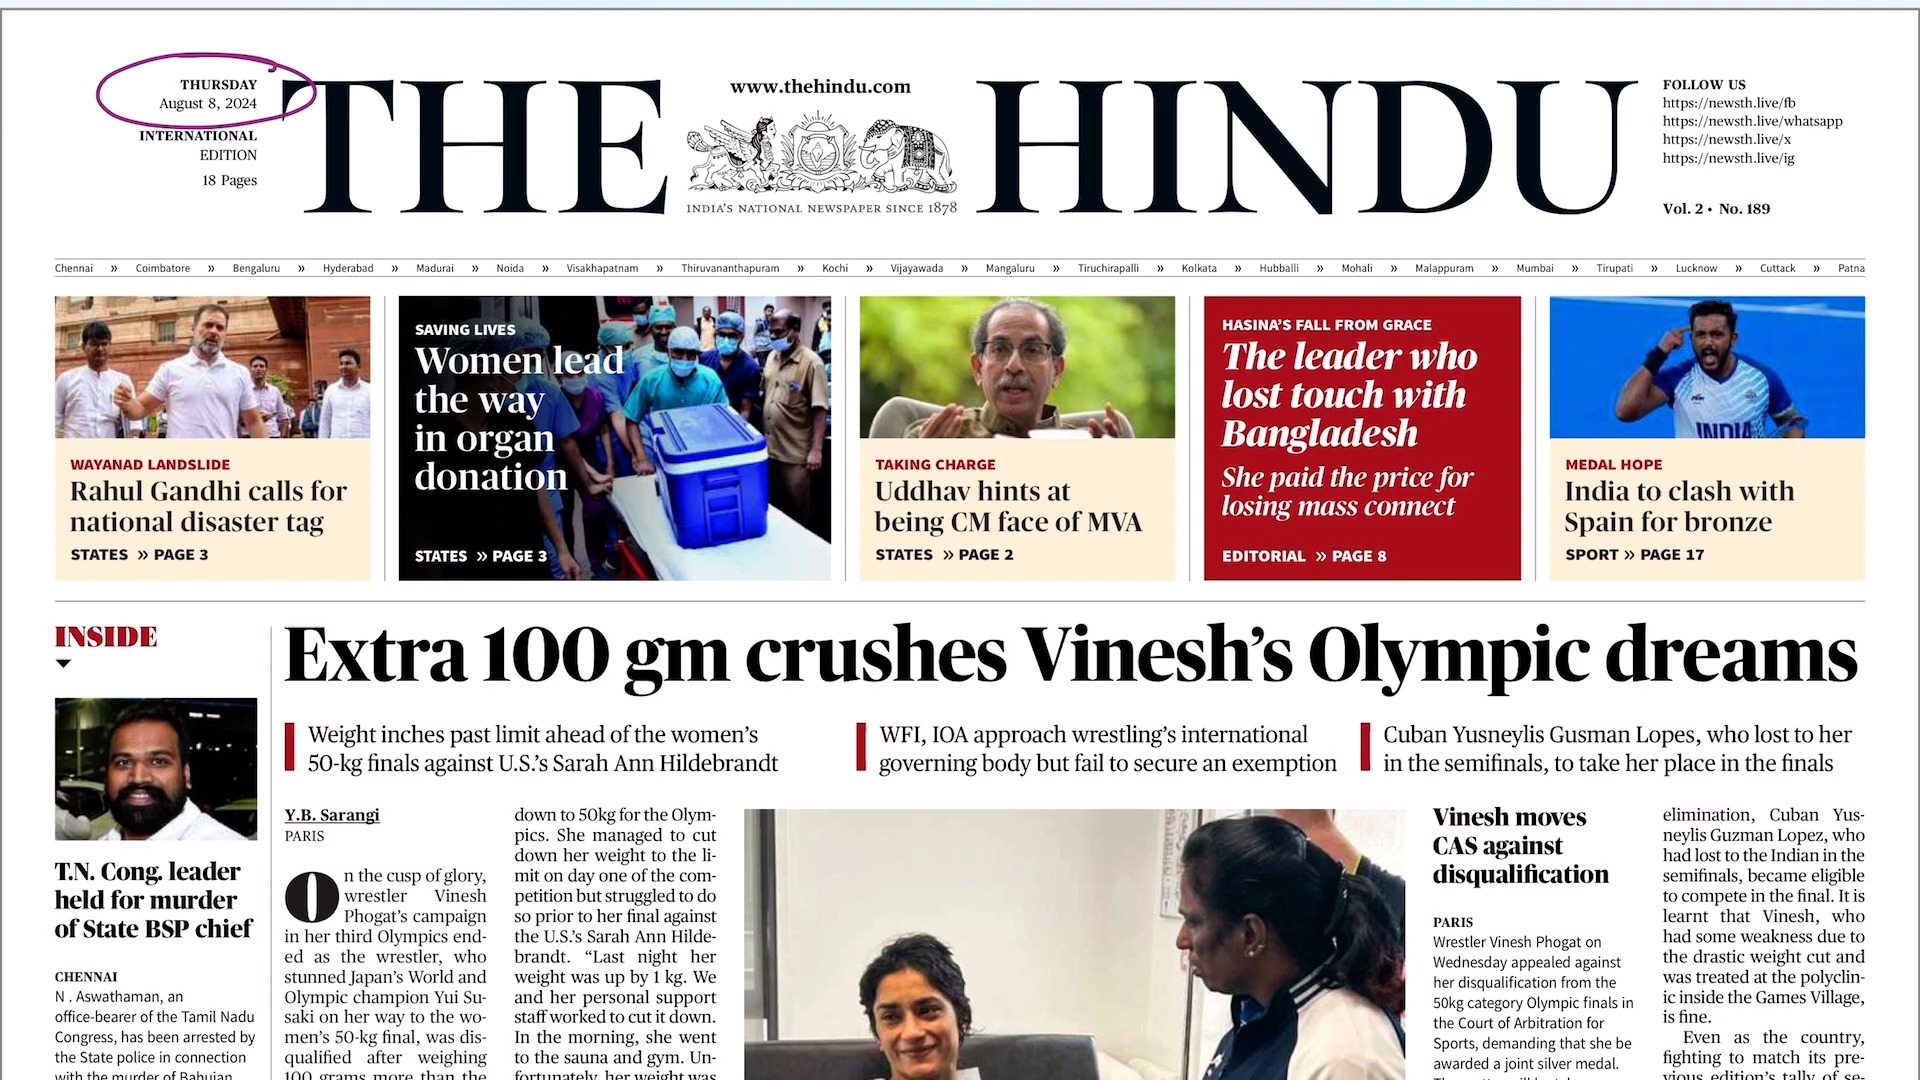 THURSDAY
August 8, 2024
INTERNATIONAL
EDITION
18 Pages
THE HINDU
www.thehindu.com
INDIA'S NATIONAL NEWSPAPER SINCE 1878
FOLLOW US
https://newsth.live/fb
https://newsth.live/whatsapp
https://newsth.live/x
https://newsth.live/ig
Vol. 2 • No. 189
Chennai » Coimbatore » Bengaluru » Hyderabad » Madurai » Noida » Visakhapatnam » Thiruvananthapuram » Kochi » Vijayawada » Mangaluru » Tiruchirapalli » Kolkata » Hubballi » Mohali » Malappuram » Mumbai » Tirupati » Lucknow » Cuttack » Patna
WAYANAD LANDSLIDE
Rahul Gandhi calls for
national disaster tag
STATES » PAGE 3
SAVING LIVES
Women lead
the way
in organ
donation
STATES » PAGE 3
TAKING CHARGE
Uddhav hints at
being CM face of MVA
STATES » PAGE 2
HASINA'S FALL FROM GRACE
The leader who
lost touch with
Bangladesh
She paid the price for
losing mass connect
EDITORIAL » PAGE 8
INDIA
MEDAL HOPE
India to clash with
Spain for bronze
SPORT » PAGE 17
INSIDE
T.N. Cong. leader
held for murder
of State BSP chief
CHENNAI
N . Aswathaman, an
office-bearer of the Tamil Nadu
Congress, has been arrested by
the State police in connection
with the murder of Bahujan
Extra 100 gm crushes Vinesh's Olympic dreams
Weight inches past limit ahead of the women's
50-kg finals against U.S.'s Sarah Ann Hildebrandt
WFI, IOA approach wrestling's international
governing body but fail to secure an exemption
Cuban Yusneylis Gusman Lopes, who lost to her
in the semifinals, to take her place in the finals
Y.B. Sarangi
PARIS
On the cusp of glory,
wrestler Vinesh
Phogat's campaign
in her third Olympics end-
ed as the wrestler, who
stunned Japan's World and
Olympic champion Yui Su-
saki on her way to the wo-
men's 50-kg final, was dis-
qualified after weighing
100 grams more than the
down to 50kg for the Olym-
pics. She managed to cut
down her weight to the li-
mit on day one of the com-
petition but struggled to do
so prior to her final against
the U.S.'s Sarah Ann Hilde-
brandt. “Last night her
weight was up by 1 kg. We
and her personal support
staff worked to cut it down.
In the morning, she went
to the sauna and gym. Un-
fortunately, her weight was
Vinesh moves
CAS against
disqualification
PARIS
Wrestler Vinesh Phogat on
Wednesday appealed against
her disqualification from the
50kg category Olympic finals in
the Court of Arbitration for
Sports, demanding that she be
awarded a joint silver medal.
elimination, Cuban Yus-
neylis Guzman Lopez, who
had lost to the Indian in the
semifinals, became eligible
to compete in the final. It is
learnt that Vinesh, who
had some weakness due to
the drastic weight cut and
was treated at the polyclin-
ic inside the Games Village,
is fine.
Even as the country,
fighting to match its pre-
vious edition's tally of se-